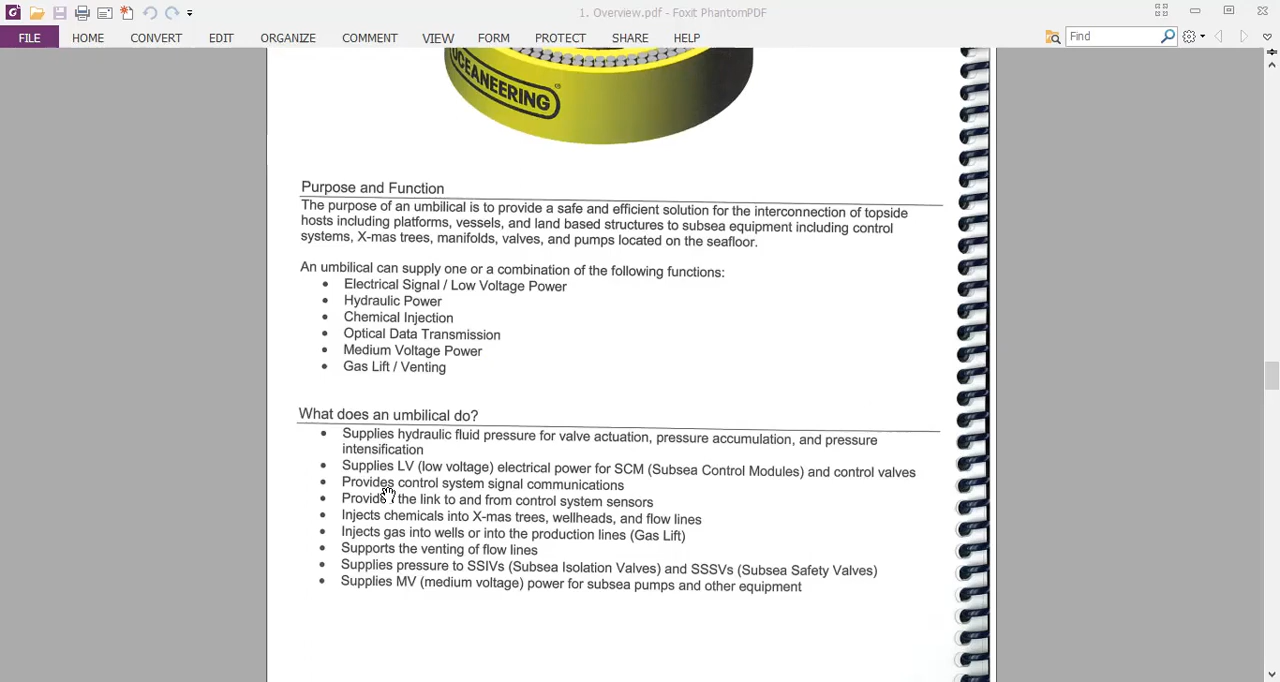 1. Overview.pdf - Foxit PhantomPDF
FILE HOME CONVERT EDIT ORGANIZE COMMENT VIEW FORM PROTECT SHARE HELP Find
OCEANEERING®
Purpose and Function
The purpose of an umbilical is to provide a safe and efficient solution for the interconnection of topside
hosts including platforms, vessels, and land based structures to subsea equipment including control
systems, X-mas trees, manifolds, valves, and pumps located on the seafloor.
An umbilical can supply one or a combination of the following functions:
• Electrical Signal / Low Voltage Power
• Hydraulic Power
• Chemical Injection
• Optical Data Transmission
• Medium Voltage Power
• Gas Lift / Venting
What does an umbilical do?
• Supplies hydraulic fluid pressure for valve actuation, pressure accumulation, and pressure
intensification
• Supplies LV (low voltage) electrical power for SCM (Subsea Control Modules) and control valves
• Provides control system signal communications
• Provides the link to and from control system sensors
• Injects chemicals into X-mas trees, wellheads, and flow lines
• Injects gas into wells or into the production lines (Gas Lift)
• Supports the venting of flow lines
• Supplies pressure to SSIVs (Subsea Isolation Valves) and SSSVs (Subsea Safety Valves)
• Supplies MV (medium voltage) power for subsea pumps and other equipment